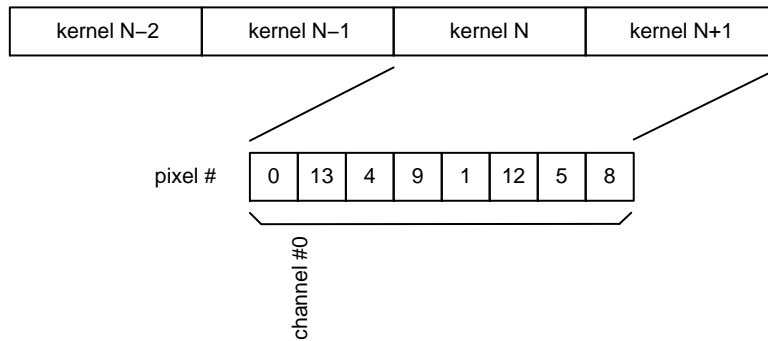 kernel N−2 kernel N−1 kernel N kernel N+1
pixel # 0 13 4 9 1 12 5 8
channel #0